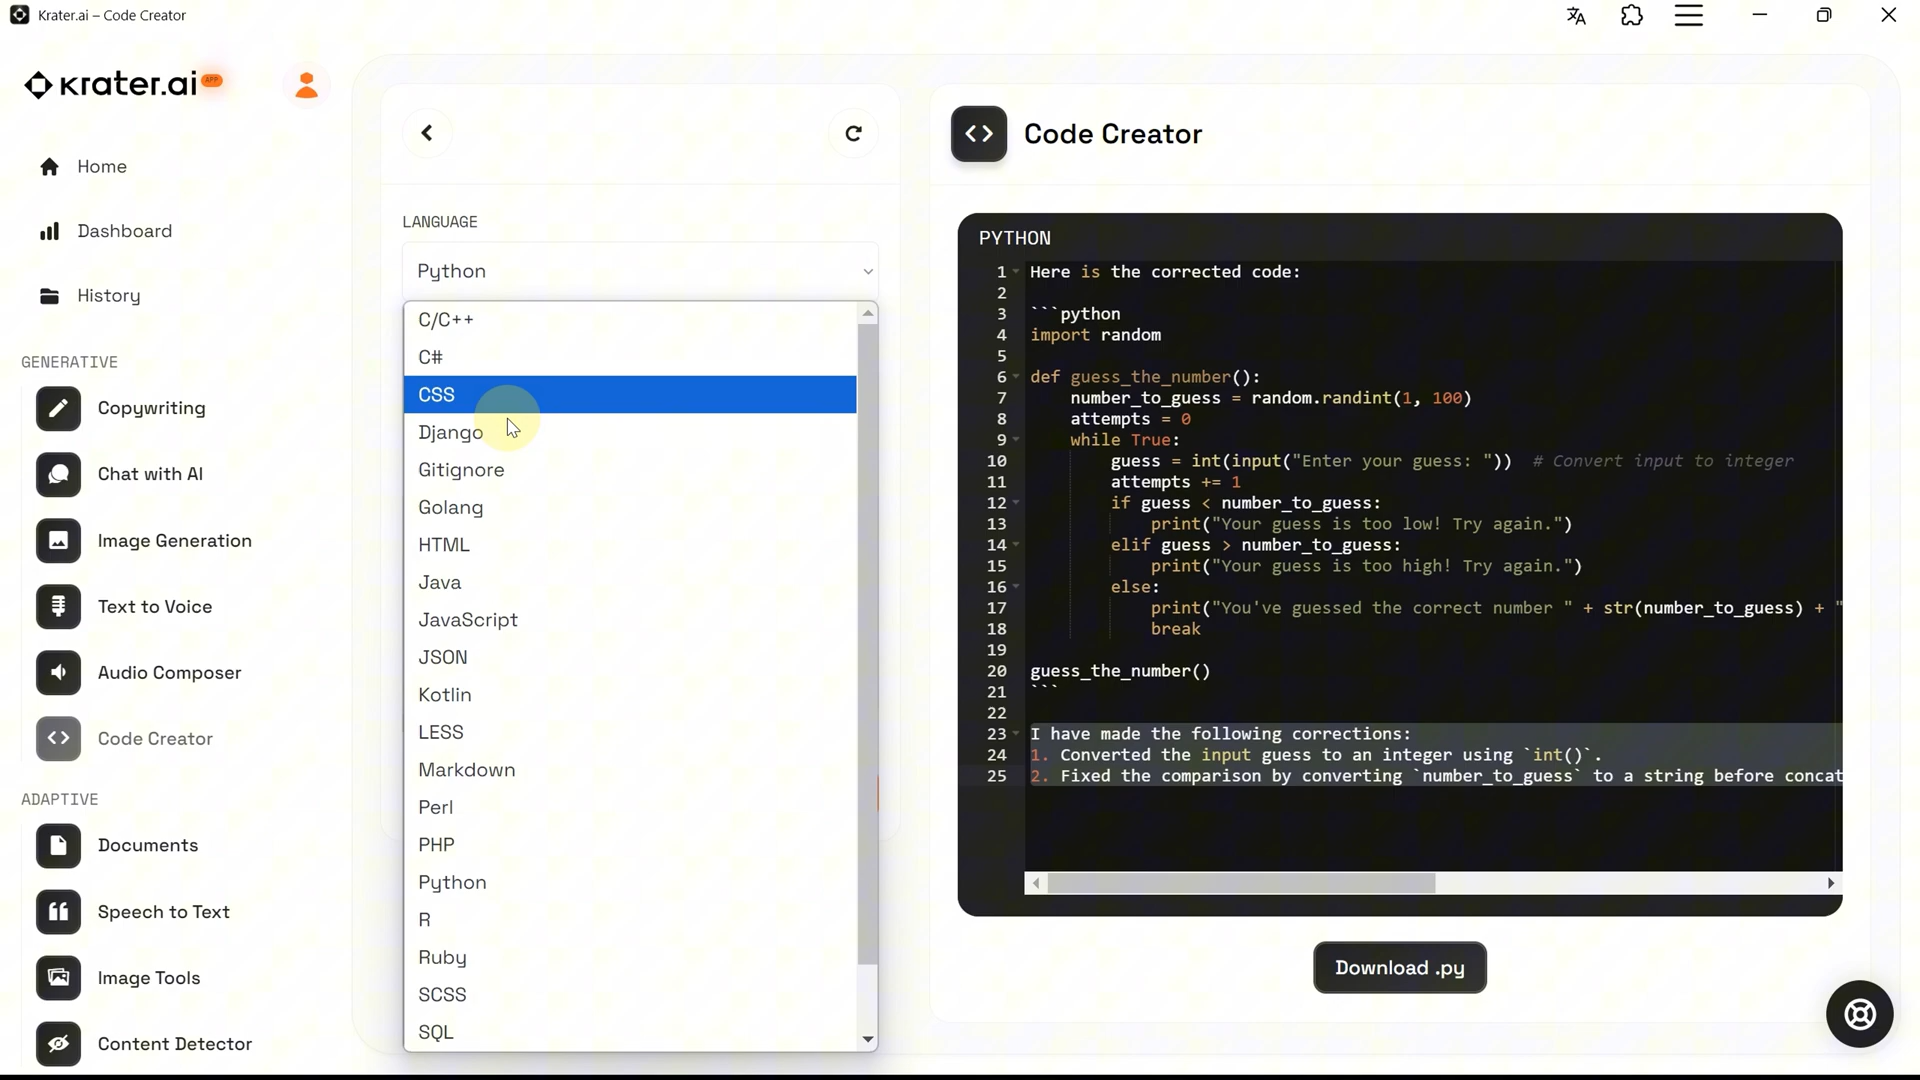 Krater.ai – Code Creator
krater.ai APP
Home
Dashboard
History
GENERATIVE
Copywriting
Chat with AI
Image Generation
Text to Voice
Audio Composer
Code Creator
ADAPTIVE
Documents
Speech to Text
Image Tools
Content Detector
LANGUAGE
Python
C/C++
C#
CSS
Django
Gitignore
Golang
HTML
Java
JavaScript
JSON
Kotlin
LESS
Markdown
Perl
PHP
Python
R
Ruby
SCSS
SQL
Code Creator
PYTHON
1 Here is the corrected code:
2
3 ```python
4 import random
5
6 def guess_the_number():
7 number_to_guess = random.randint(1, 100)
8 attempts = 0
9 while True:
10 guess = int(input("Enter your guess: ")) # Convert input to integer
11 attempts += 1
12 if guess < number_to_guess:
13 print("Your guess is too low! Try again.")
14 elif guess > number_to_guess:
15 print("Your guess is too high! Try again.")
16 else:
17 print("You've guessed the correct number " + str(number_to_guess) + "
18 break
19
20 guess_the_number()
21 ```
22
23 I have made the following corrections:
24 1. Converted the input guess to an integer using `int()`.
25 2. Fixed the comparison by converting `number_to_guess` to a string before concat
Download .py